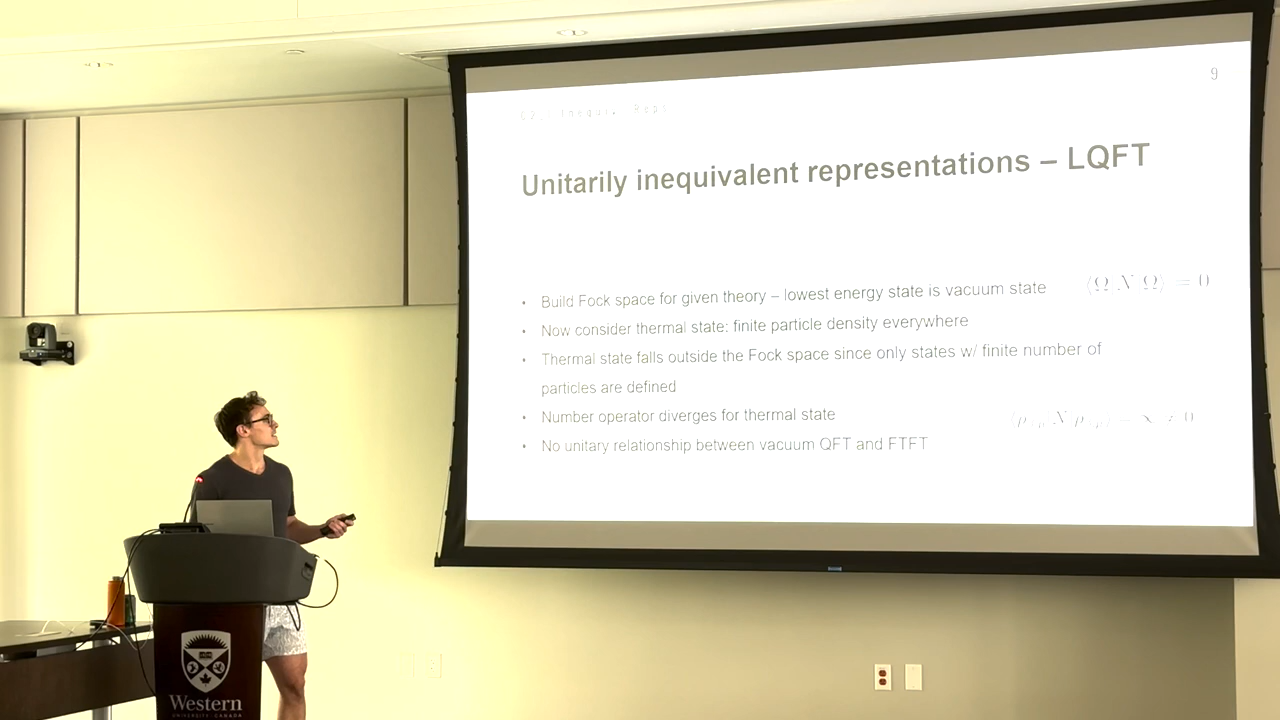 9
Unitarily inequivalent representations – LQFT
• Build Fock space for given theory – lowest energy state is vacuum state ⟨Ω N Ω⟩ = 0
• Now consider thermal state: finite particle density everywhere
• Thermal state falls outside the Fock space since only states w/ finite number of
particles are defined
• Number operator diverges for thermal state
• No unitary relationship between vacuum QFT and FTFT
Western
UNIVERSITY · CANADA